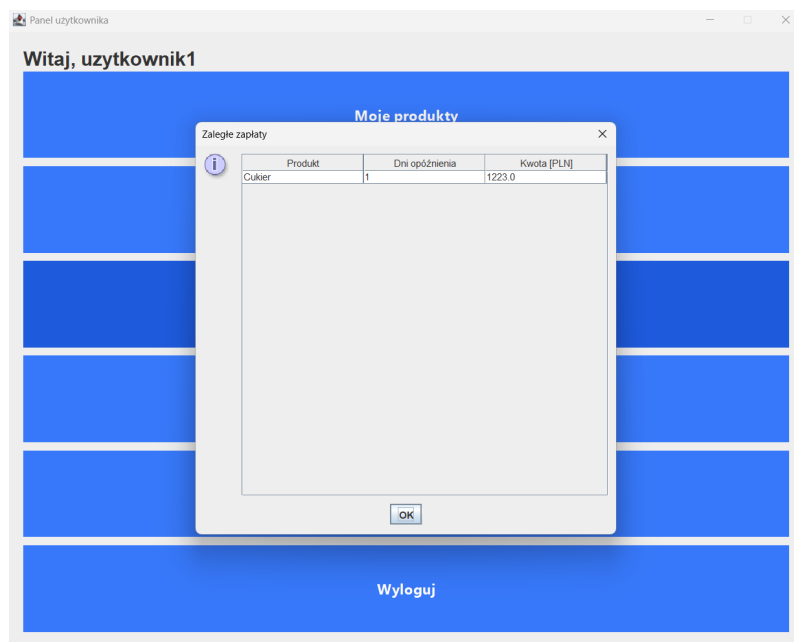 Panel użytkownika
Witaj, uzytkownik1
Moje produkty
Zaległe zapłaty
i
Produkt Dni opóźnienia Kwota [PLN]
Cukier 1 1223.0
OK
Wyloguj